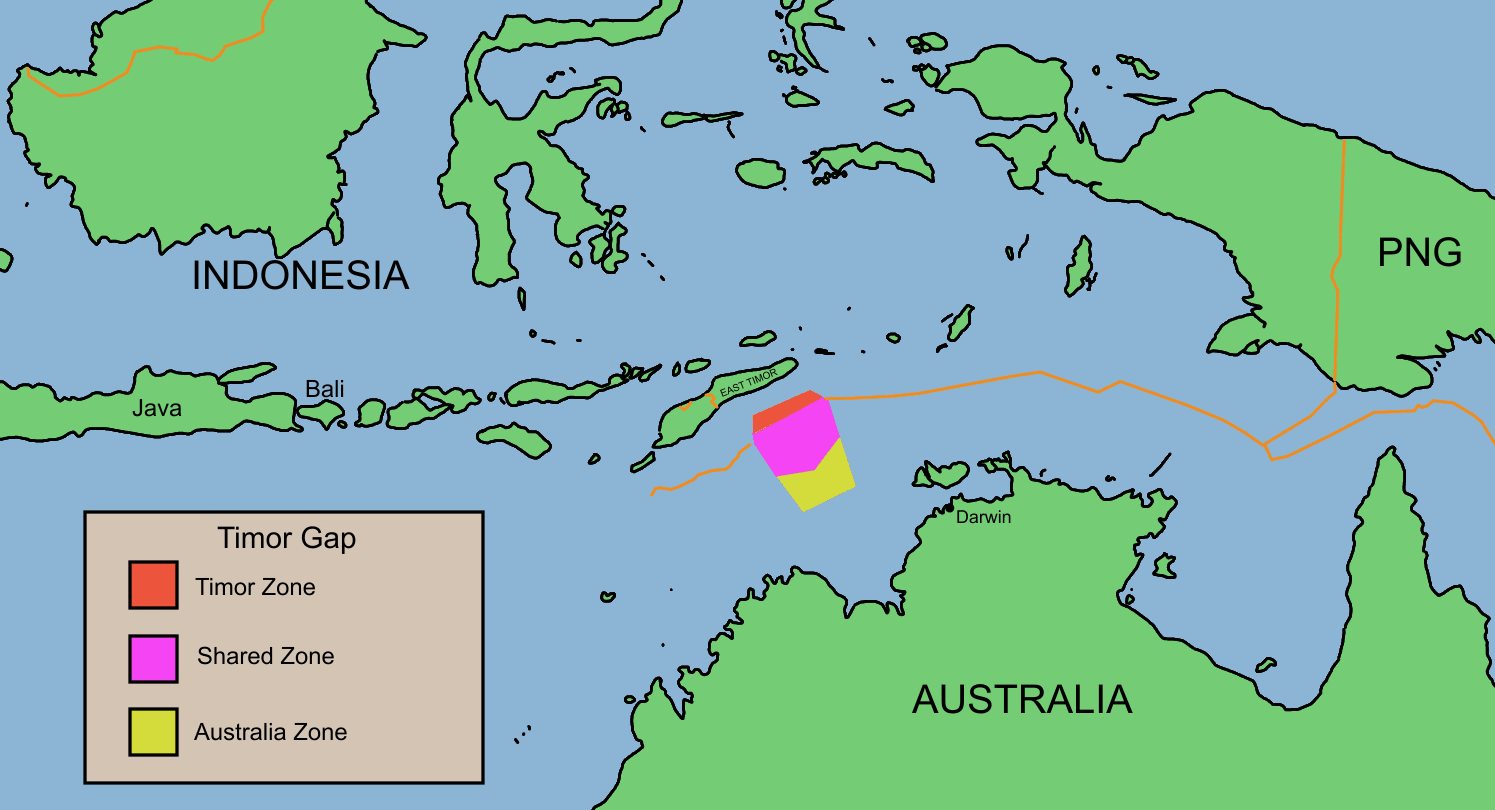 INDONESIA
PNG
Java
Bali
EAST TIMOR
Darwin
AUSTRALIA
Timor Gap
Timor Zone
Shared Zone
Australia Zone